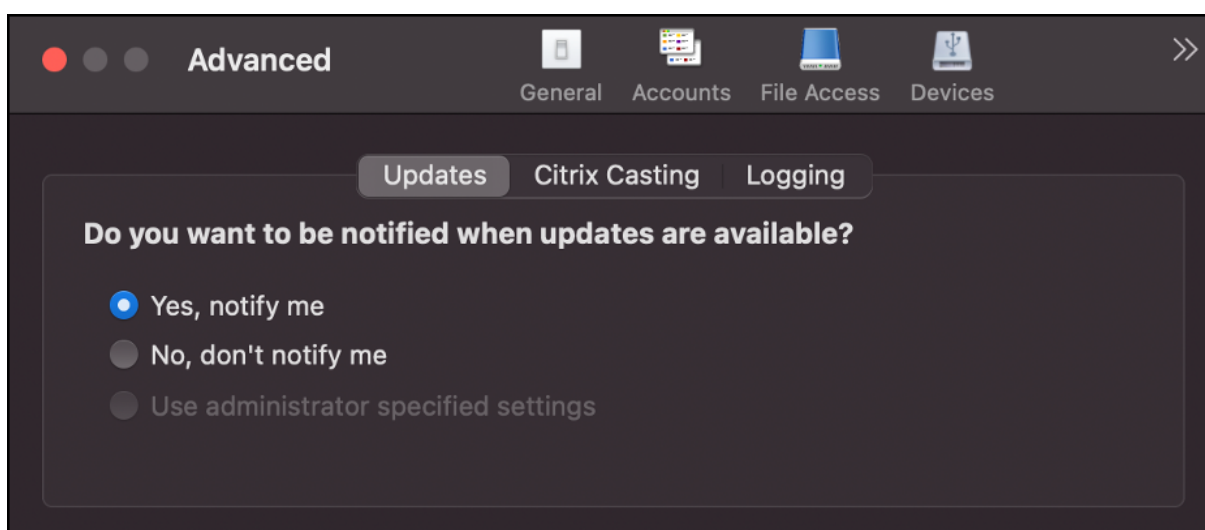 Advanced
General Accounts File Access Devices
Updates Citrix Casting Logging
Do you want to be notified when updates are available?
Yes, notify me
No, don't notify me
Use administrator specified settings